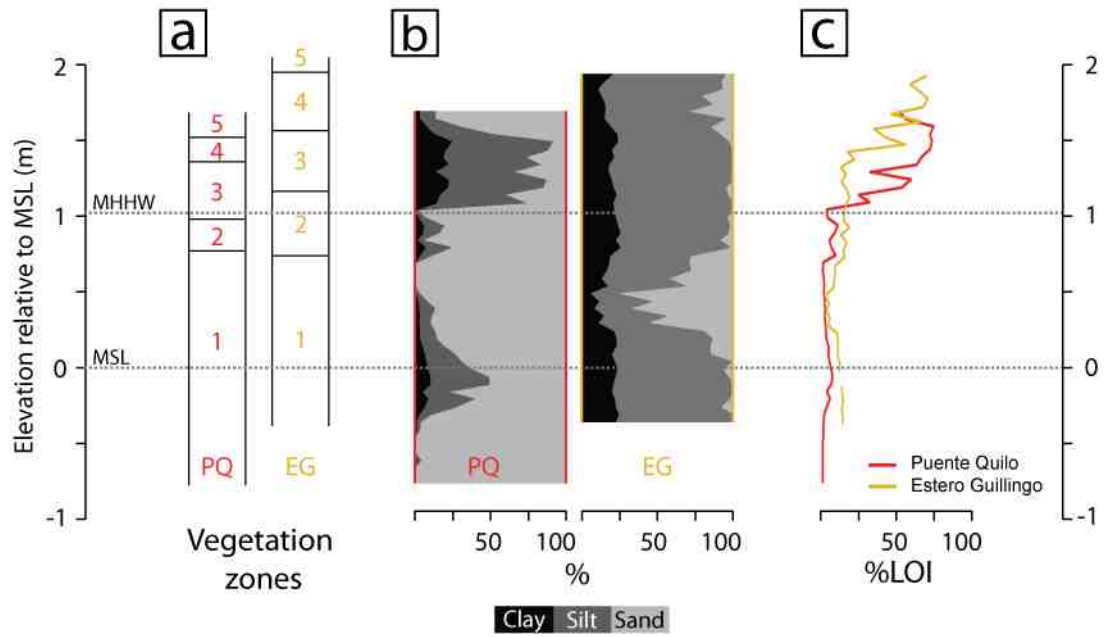 a
b
c
2
1
0
-1
Elevation relative to MSL (m)
MHHW
MSL
5
4
3
2
1
PQ
5
4
3
2
1
EG
Vegetation
zones
PQ
EG
50
100
50
100
%
Clay
Silt
Sand
Puente Quilo
Estero Guillingo
50
100
%LOI
2
1
0
-1